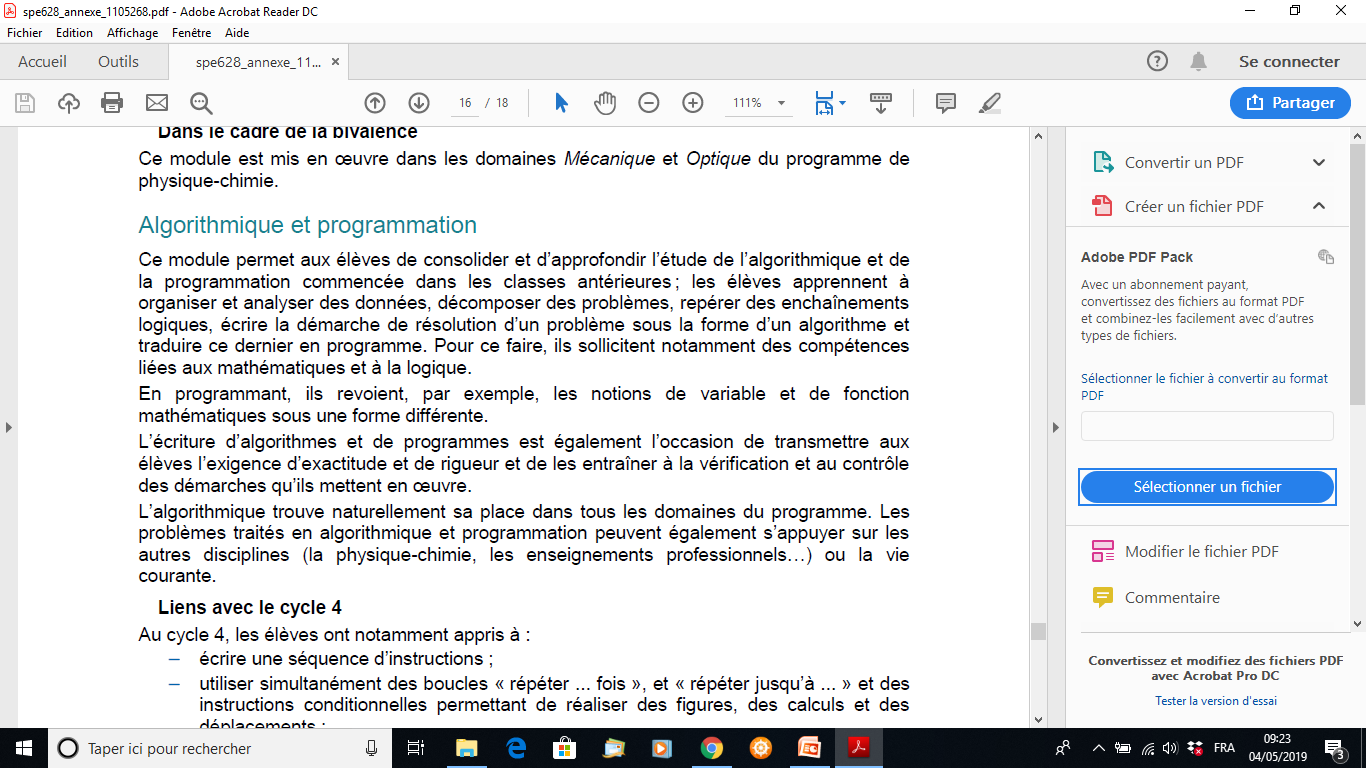 spe628_annexe_1105268.pdf - Adobe Acrobat Reader DC
Fichier Edition Affichage Fenêtre Aide
Accueil Outils spe628_annexe_11... × Se connecter
16 / 18 111% Partager
Dans le cadre de la bivalence
Ce module est mis en œuvre dans les domaines Mécanique et Optique du programme de
physique-chimie.
Algorithmique et programmation
Ce module permet aux élèves de consolider et d’approfondir l’étude de l’algorithmique et de
la programmation commencée dans les classes antérieures ; les élèves apprennent à
organiser et analyser des données, décomposer des problèmes, repérer des enchaînements
logiques, écrire la démarche de résolution d’un problème sous la forme d’un algorithme et
traduire ce dernier en programme. Pour ce faire, ils sollicitent notamment des compétences
liées aux mathématiques et à la logique.
En programmant, ils revoient, par exemple, les notions de variable et de fonction
mathématiques sous une forme différente.
L’écriture d’algorithmes et de programmes est également l’occasion de transmettre aux
élèves l’exigence d’exactitude et de rigueur et de les entraîner à la vérification et au contrôle
des démarches qu’ils mettent en œuvre.
L’algorithmique trouve naturellement sa place dans tous les domaines du programme. Les
problèmes traités en algorithmique et programmation peuvent également s’appuyer sur les
autres disciplines (la physique-chimie, les enseignements professionnels…) ou la vie
courante.
Liens avec le cycle 4
Au cycle 4, les élèves ont notamment appris à :
– écrire une séquence d’instructions ;
– utiliser simultanément des boucles « répéter ... fois », et « répéter jusqu’à ... » et des
instructions conditionnelles permettant de réaliser des figures, des calculs et des
déplacements ;
Convertir un PDF
Créer un fichier PDF
Adobe PDF Pack
Avec un abonnement payant,
convertissez des fichiers au format PDF
et combinez-les facilement avec d’autres
types de fichiers.
Sélectionner le fichier à convertir au format
PDF
Sélectionner un fichier
Modifier le fichier PDF
Commentaire
Convertissez et modifiez des fichiers PDF
avec Acrobat Pro DC
Tester la version d’essai
Taper ici pour rechercher
FRA
09:23
04/05/2019
3